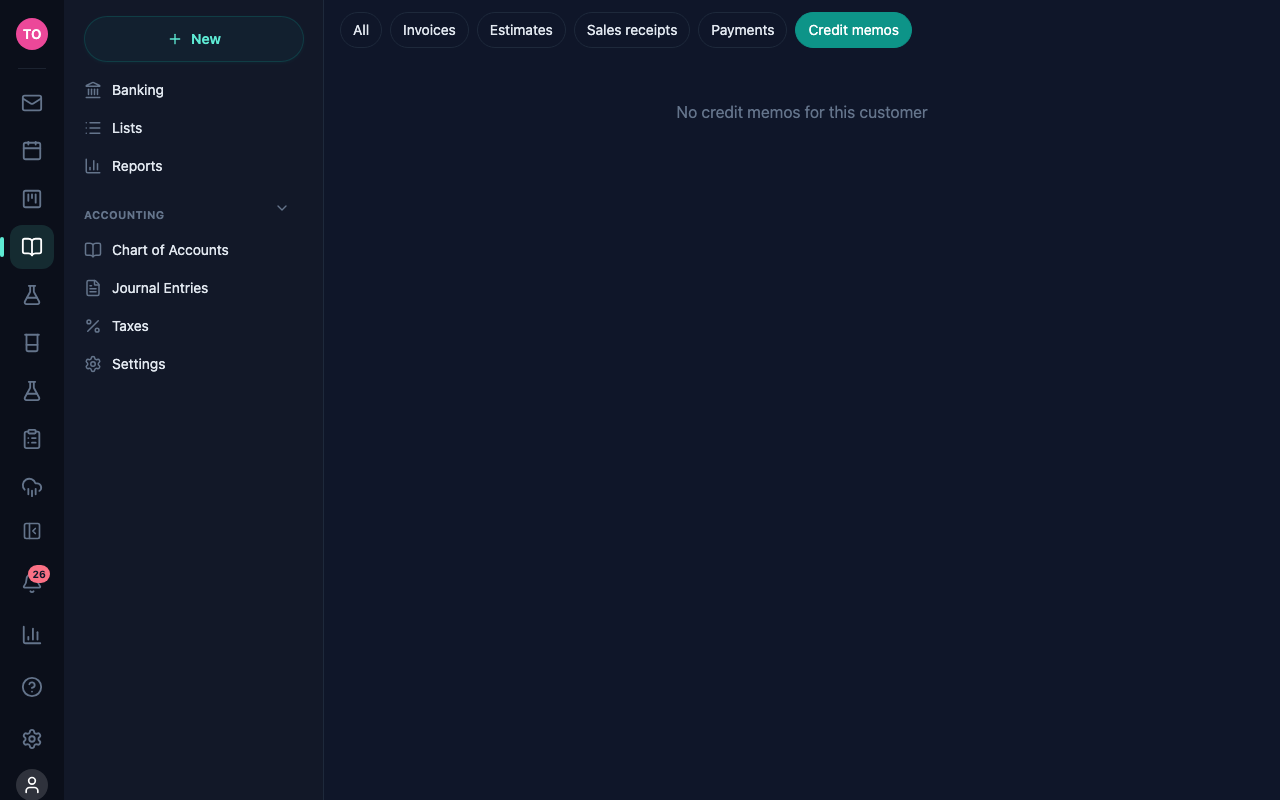 TO
New
Banking
Lists
Reports
ACCOUNTING
Chart of Accounts
Journal Entries
Taxes
Settings
26
All
Invoices
Estimates
Sales receipts
Payments
Credit memos
No credit memos for this customer